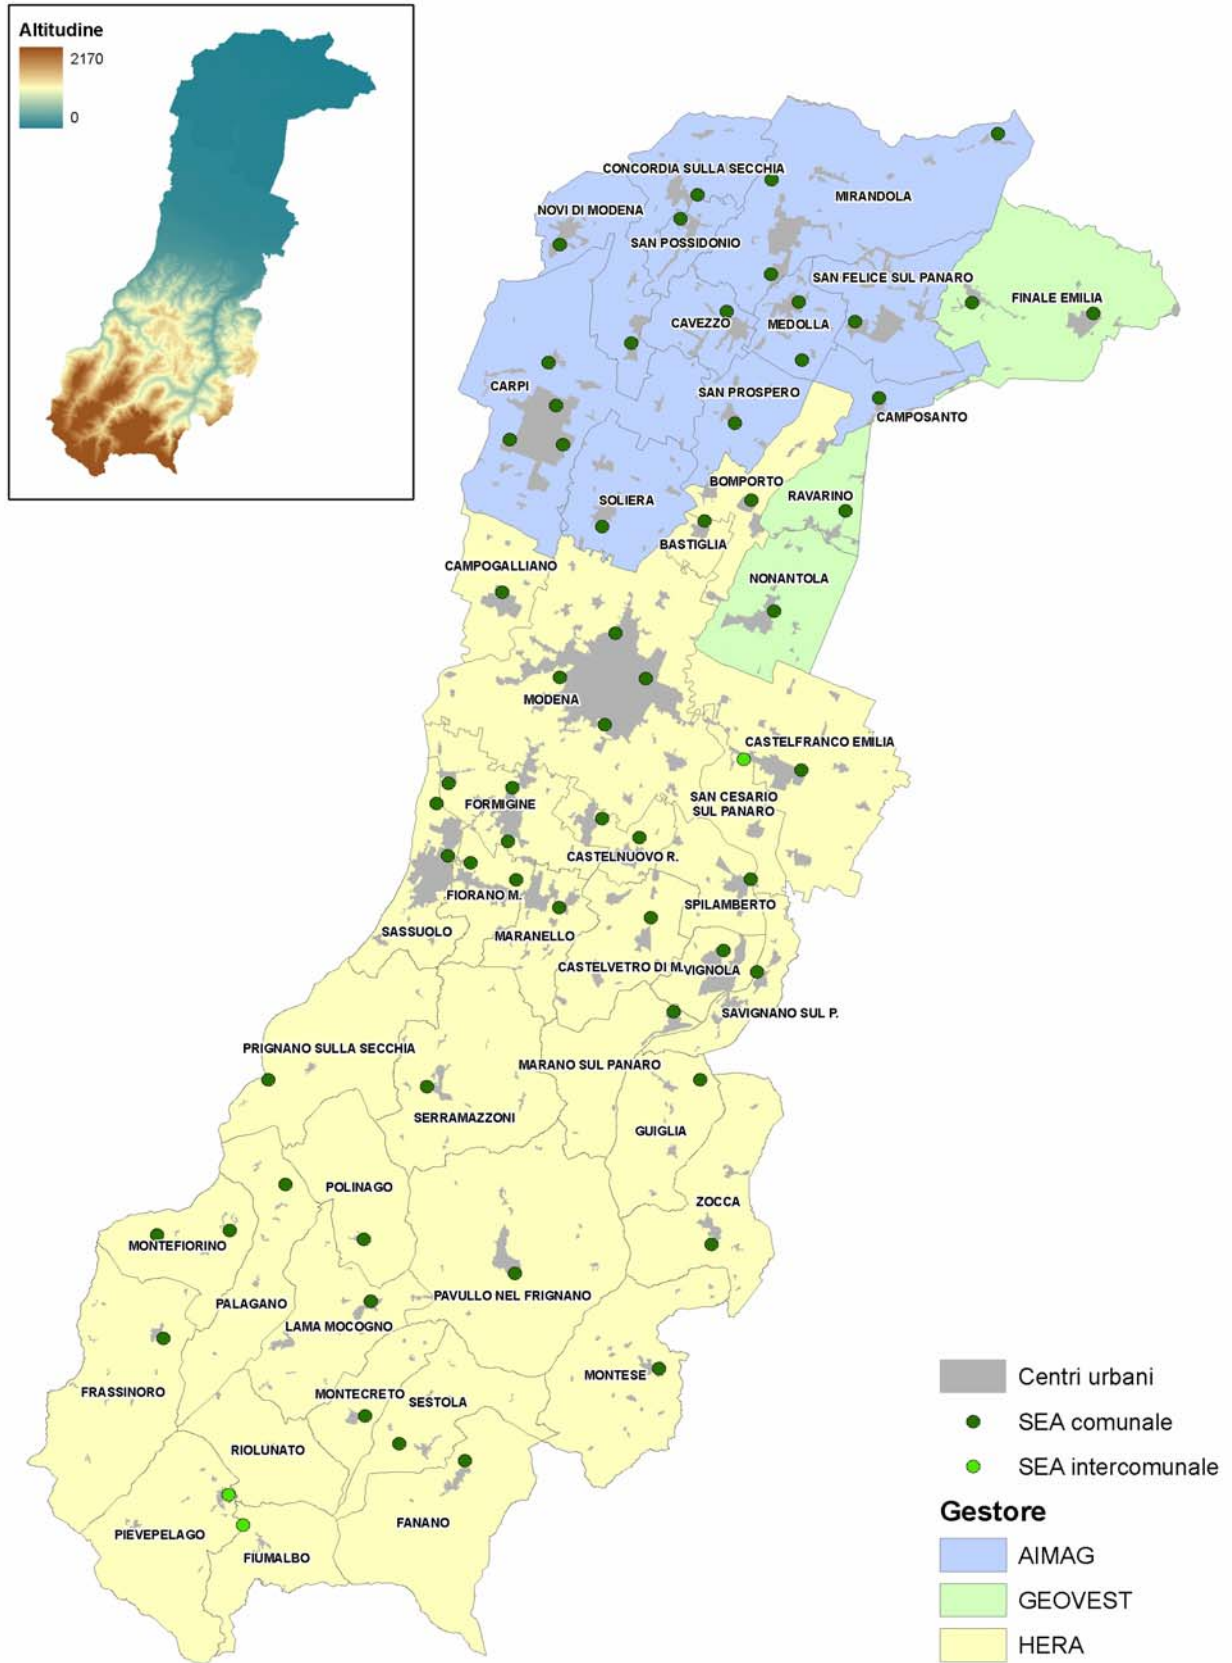 Altitudine
2170
0
CONCORDIA SULLA SECCHIA
MIRANDOLA
NOVI DI MODENA
SAN POSSIDONIO
SAN FELICE SUL PANARO
FINALE EMILIA
CAVEZZO
MEDOLLA
CARPI
SAN PROSPERO
CAMPOSANTO
BOMPORTO
RAVARINO
SOLIERA
BASTIGLIA
CAMPOGALLIANO
NONANTOLA
MODENA
CASTELFRANCO EMILIA
SAN CESARIO
SUL PANARO
FORMIGINE
CASTELNUOVO R.
FIORANO M.
SPILAMBERTO
SASSUOLO
MARANELLO
CASTELVETRO DI M.
VIGNOLA
SAVIGNANO SUL P.
PRIGNANO SULLA SECCHIA
MARANO SUL PANARO
SERRAMAZZONI
GUIGLIA
POLINAGO
ZOCCA
MONTEFIORINO
PALAGANO
PAVULLO NEL FRIGNANO
LAMA MOCOGNO
MONTESE
FRASSINORO
MONTECRETO
SESTOLA
RIOLUNATO
FANANO
PIEVEPELAGO
FIUMALBO
Centri urbani
SEA comunale
SEA intercomunale
Gestore
AIMAG
GEOVEST
HERA